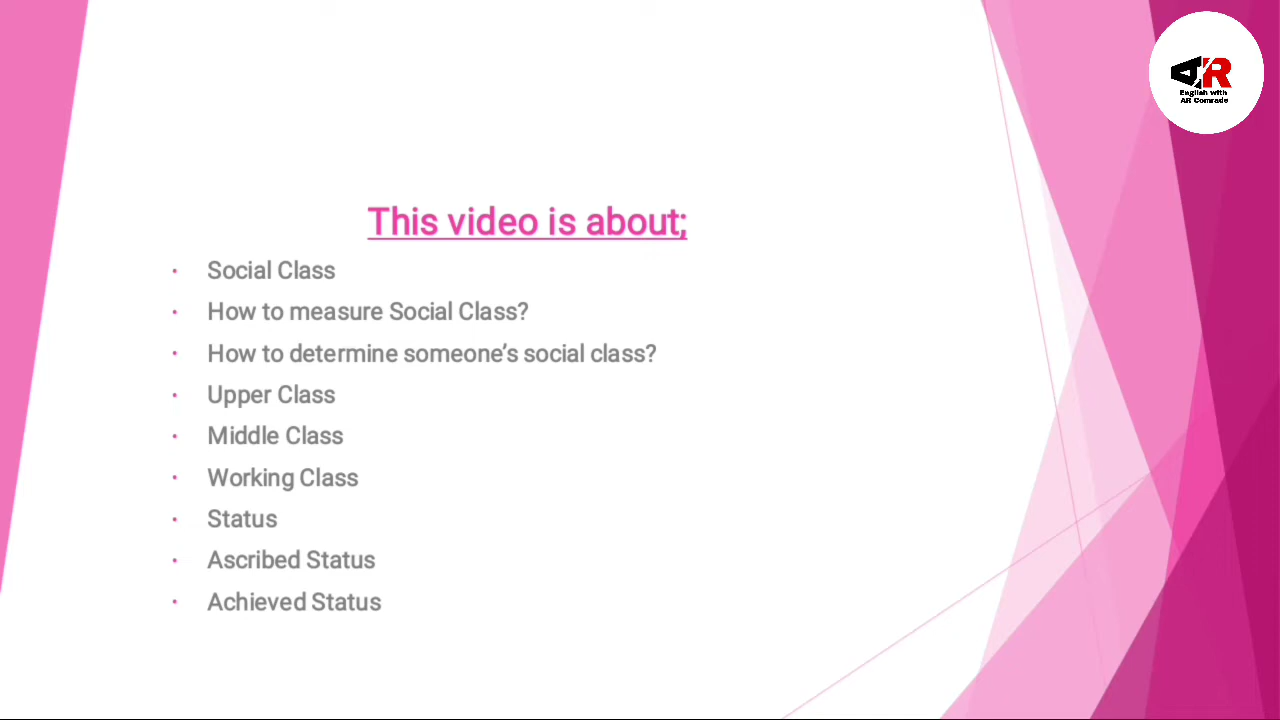 AR
English with
AR Comrade
This video is about;
• Social Class
• How to measure Social Class?
• How to determine someone's social class?
• Upper Class
• Middle Class
• Working Class
• Status
• Ascribed Status
• Achieved Status